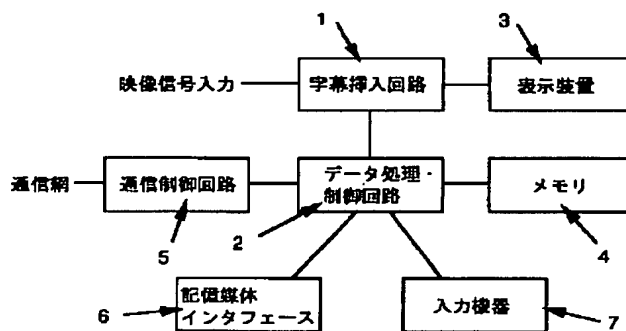 1
3
映像信号入力
字幕挿入回路
表示装置
通信網
通信制御回路
データ処理・
制御回路
メモリ
5
2
4
6
記憶媒体
インタフェース
入力機器
7